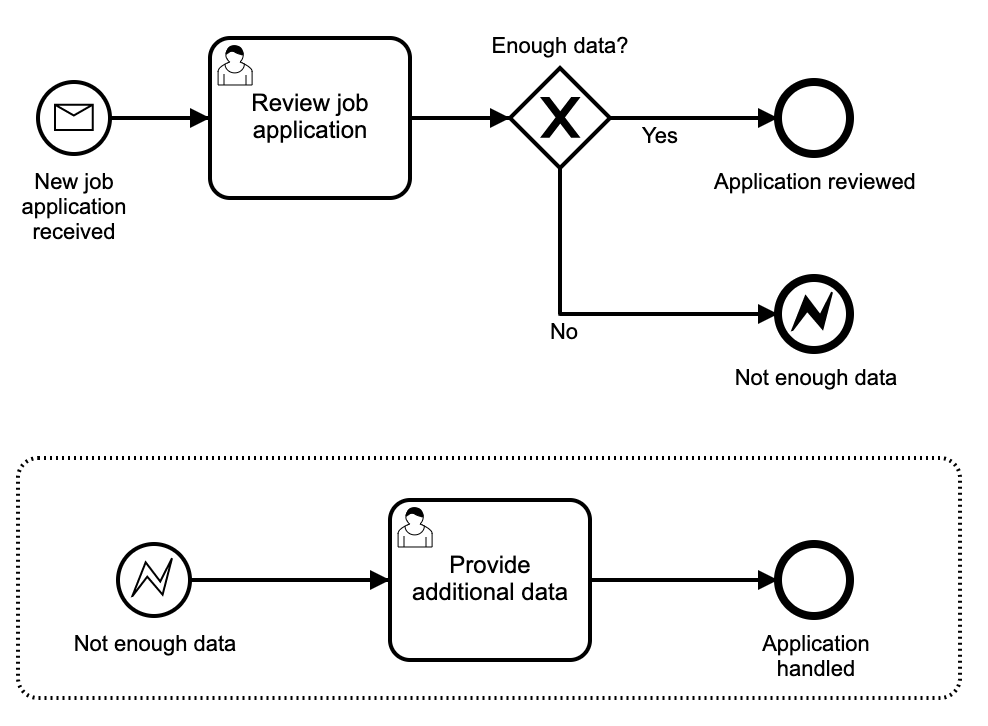 Enough data?
Review job
application
Yes
New job
application
received
Application reviewed
No
Not enough data
Provide
additional data
Not enough data
Application
handled